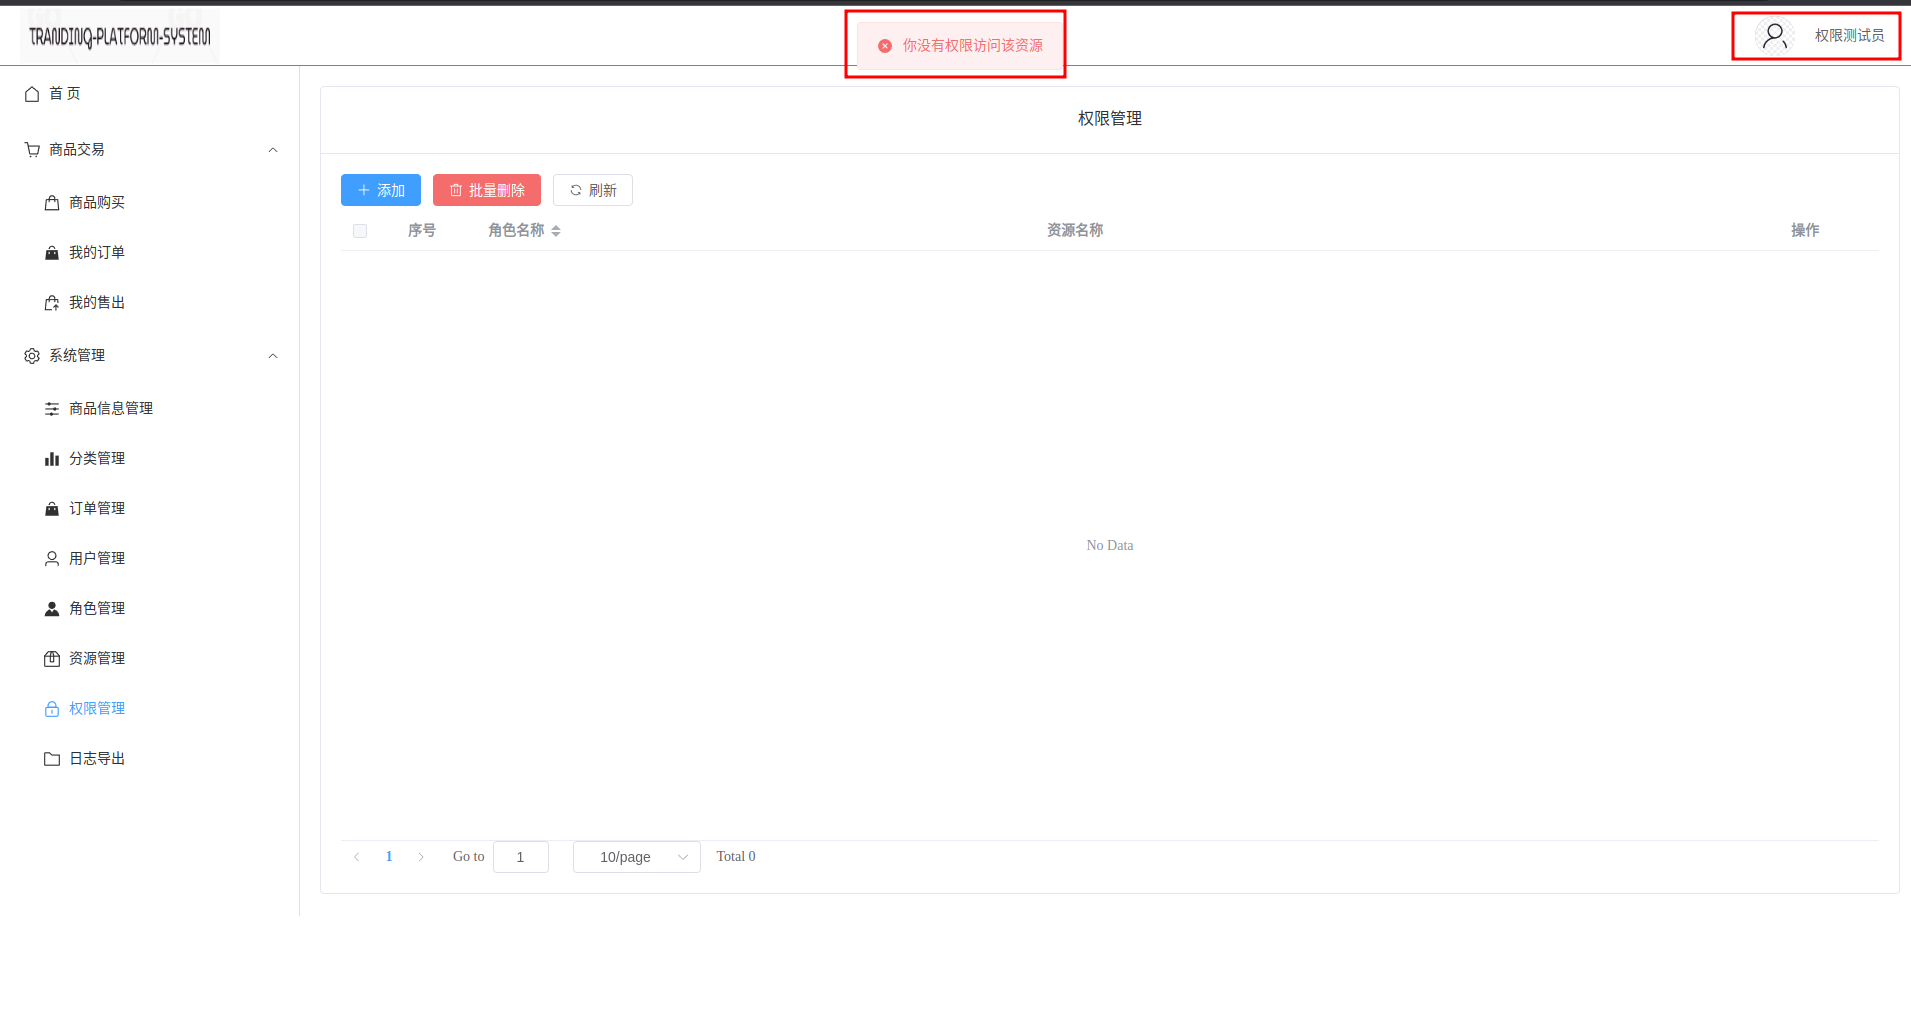 TRANDINQ-PLATFORM-SYSTEM
你没有权限访问该资源
权限测试员
首 页
商品交易
商品购买
我的订单
我的售出
系统管理
商品信息管理
分类管理
订单管理
用户管理
角色管理
资源管理
权限管理
日志导出
权限管理
添加 批量删除 刷新
序号 角色名称 资源名称 操作
No Data
1 Go to 1 10/page Total 0